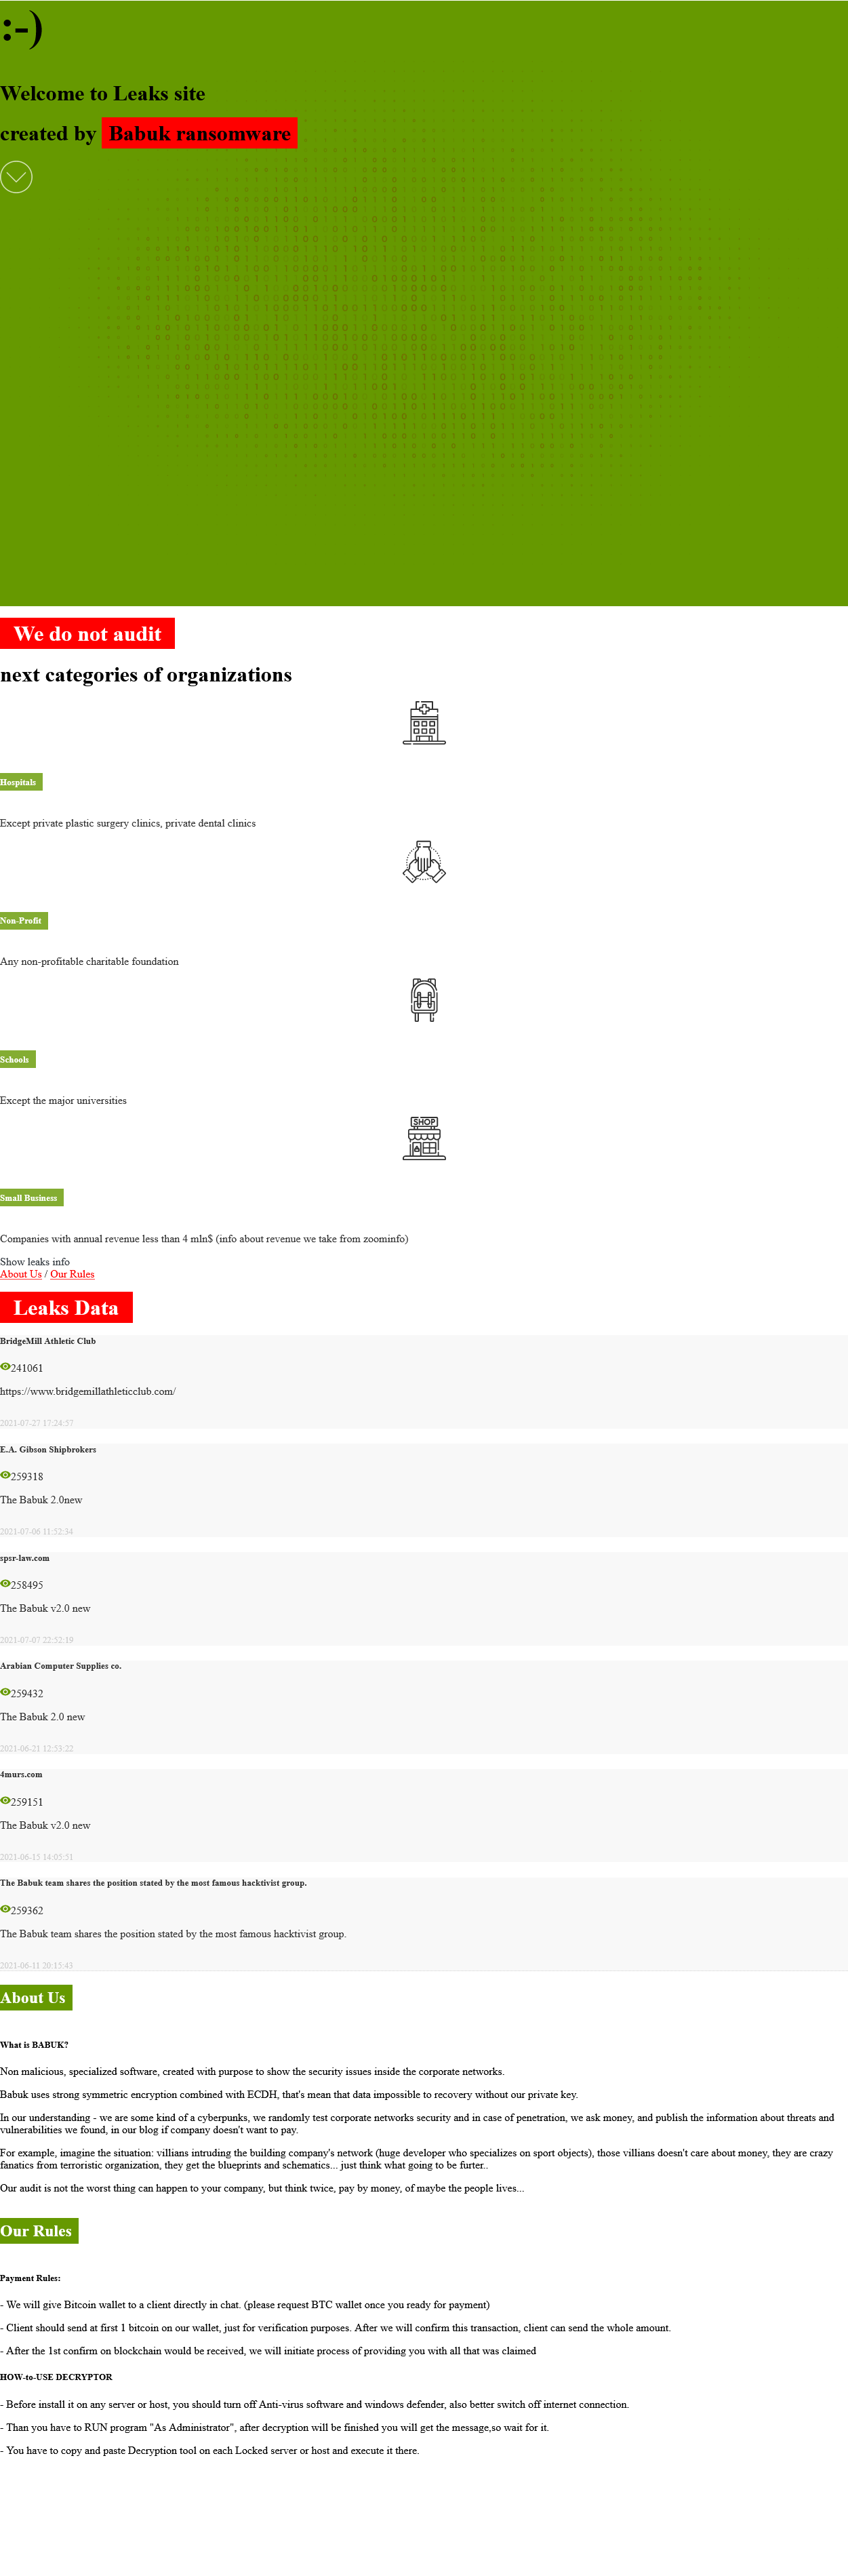 :-)
Welcome to Leaks site
created by Babuk ransomware
We do not audit
next categories of organizations
Hospitals
Except private plastic surgery clinics, private dental clinics
Non-Profit
Any non-profitable charitable foundation
Schools
Except the major universities
SHOP
Small Business
Companies with annual revenue less than 4 mln$ (info about revenue we take from zoominfo)
Show leaks info
About Us / Our Rules
Leaks Data
BridgeMill Athletic Club
241061
https://www.bridgemillathleticclub.com/
2021-07-27 17:24:57
E.A. Gibson Shipbrokers
259318
The Babuk 2.0new
2021-07-06 11:52:34
spsr-law.com
258495
The Babuk v2.0 new
2021-07-07 22:52:19
Arabian Computer Supplies co.
259432
The Babuk 2.0 new
2021-06-21 12:53:22
4murs.com
259151
The Babuk v2.0 new
2021-06-15 14:05:51
The Babuk team shares the position stated by the most famous hacktivist group.
259362
The Babuk team shares the position stated by the most famous hacktivist group.
2021-06-11 20:15:43
About Us
What is BABUK?
Non malicious, specialized software, created with purpose to show the security issues inside the corporate networks.
Babuk uses strong symmetric encryption combined with ECDH, that's mean that data impossible to recovery without our private key.
In our understanding - we are some kind of a cyberpunks, we randomly test corporate networks security and in case of penetration, we ask money, and publish the information about threats and
vulnerabilities we found, in our blog if company doesn't want to pay.
For example, imagine the situation: villians intruding the building company's network (huge developer who specializes on sport objects), those villians doesn't care about money, they are crazy
fanatics from terroristic organization, they get the blueprints and schematics... just think what going to be furter..
Our audit is not the worst thing can happen to your company, but think twice, pay by money, of maybe the people lives...
Our Rules
Payment Rules:
- We will give Bitcoin wallet to a client directly in chat. (please request BTC wallet once you ready for payment)
- Client should send at first 1 bitcoin on our wallet, just for verification purposes. After we will confirm this transaction, client can send the whole amount.
- After the 1st confirm on blockchain would be received, we will initiate process of providing you with all that was claimed
HOW-to-USE DECRYPTOR
- Before install it on any server or host, you should turn off Anti-virus software and windows defender, also better switch off internet connection.
- Than you have to RUN program "As Administrator", after decryption will be finished you will get the message,so wait for it.
- You have to copy and paste Decryption tool on each Locked server or host and execute it there.